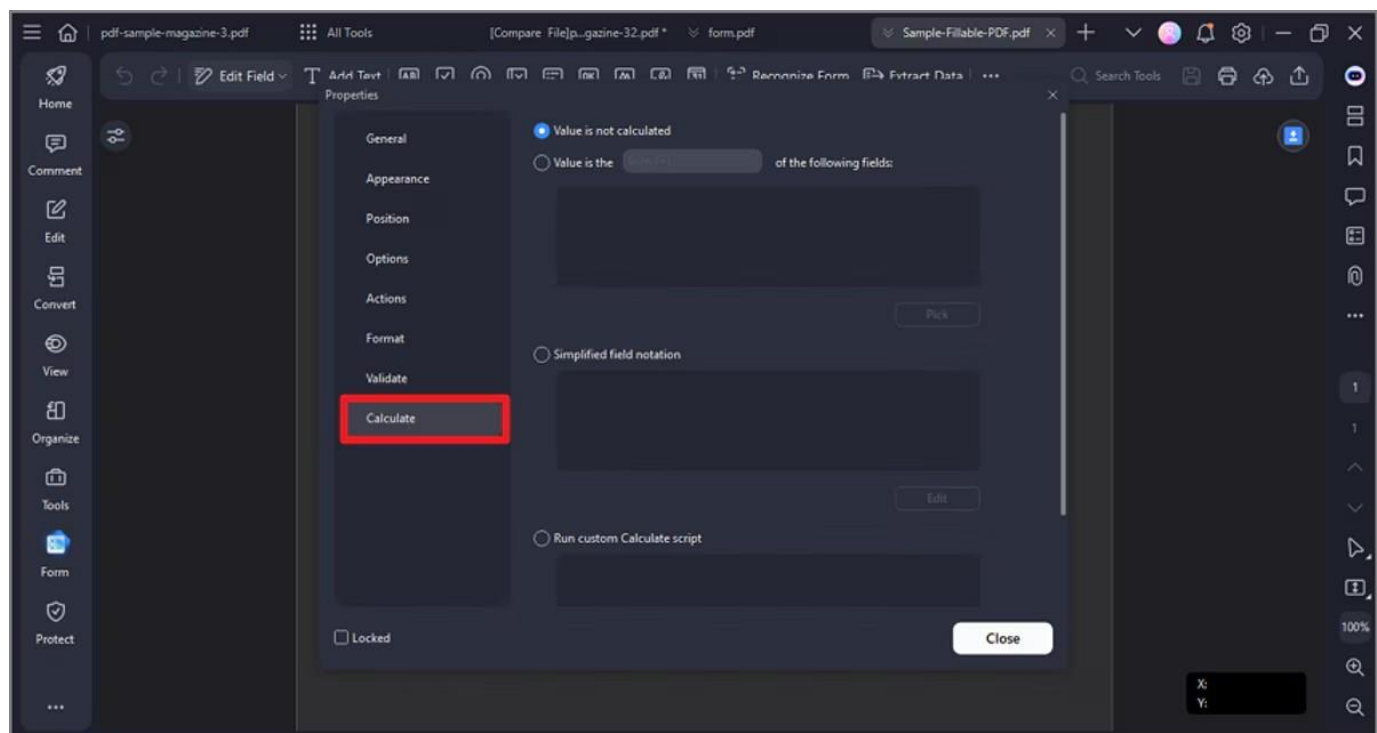 pdf-sample-magazine-3.pdf All Tools [Compare File]p...gazine-32.pdf * form.pdf Sample-Fillable-PDF.pdf
Edit Field Add Text Recognize Form Extract Data Search Tools
Properties
Home
Comment
Edit
Convert
View
Organize
Tools
Form
Protect
General
Appearance
Position
Options
Actions
Format
Validate
Calculate
Value is not calculated
Value is the of the following fields:
Pick
Simplified field notation
Edit
Run custom Calculate script
Locked
Close
1
1
100%
X:
Y: